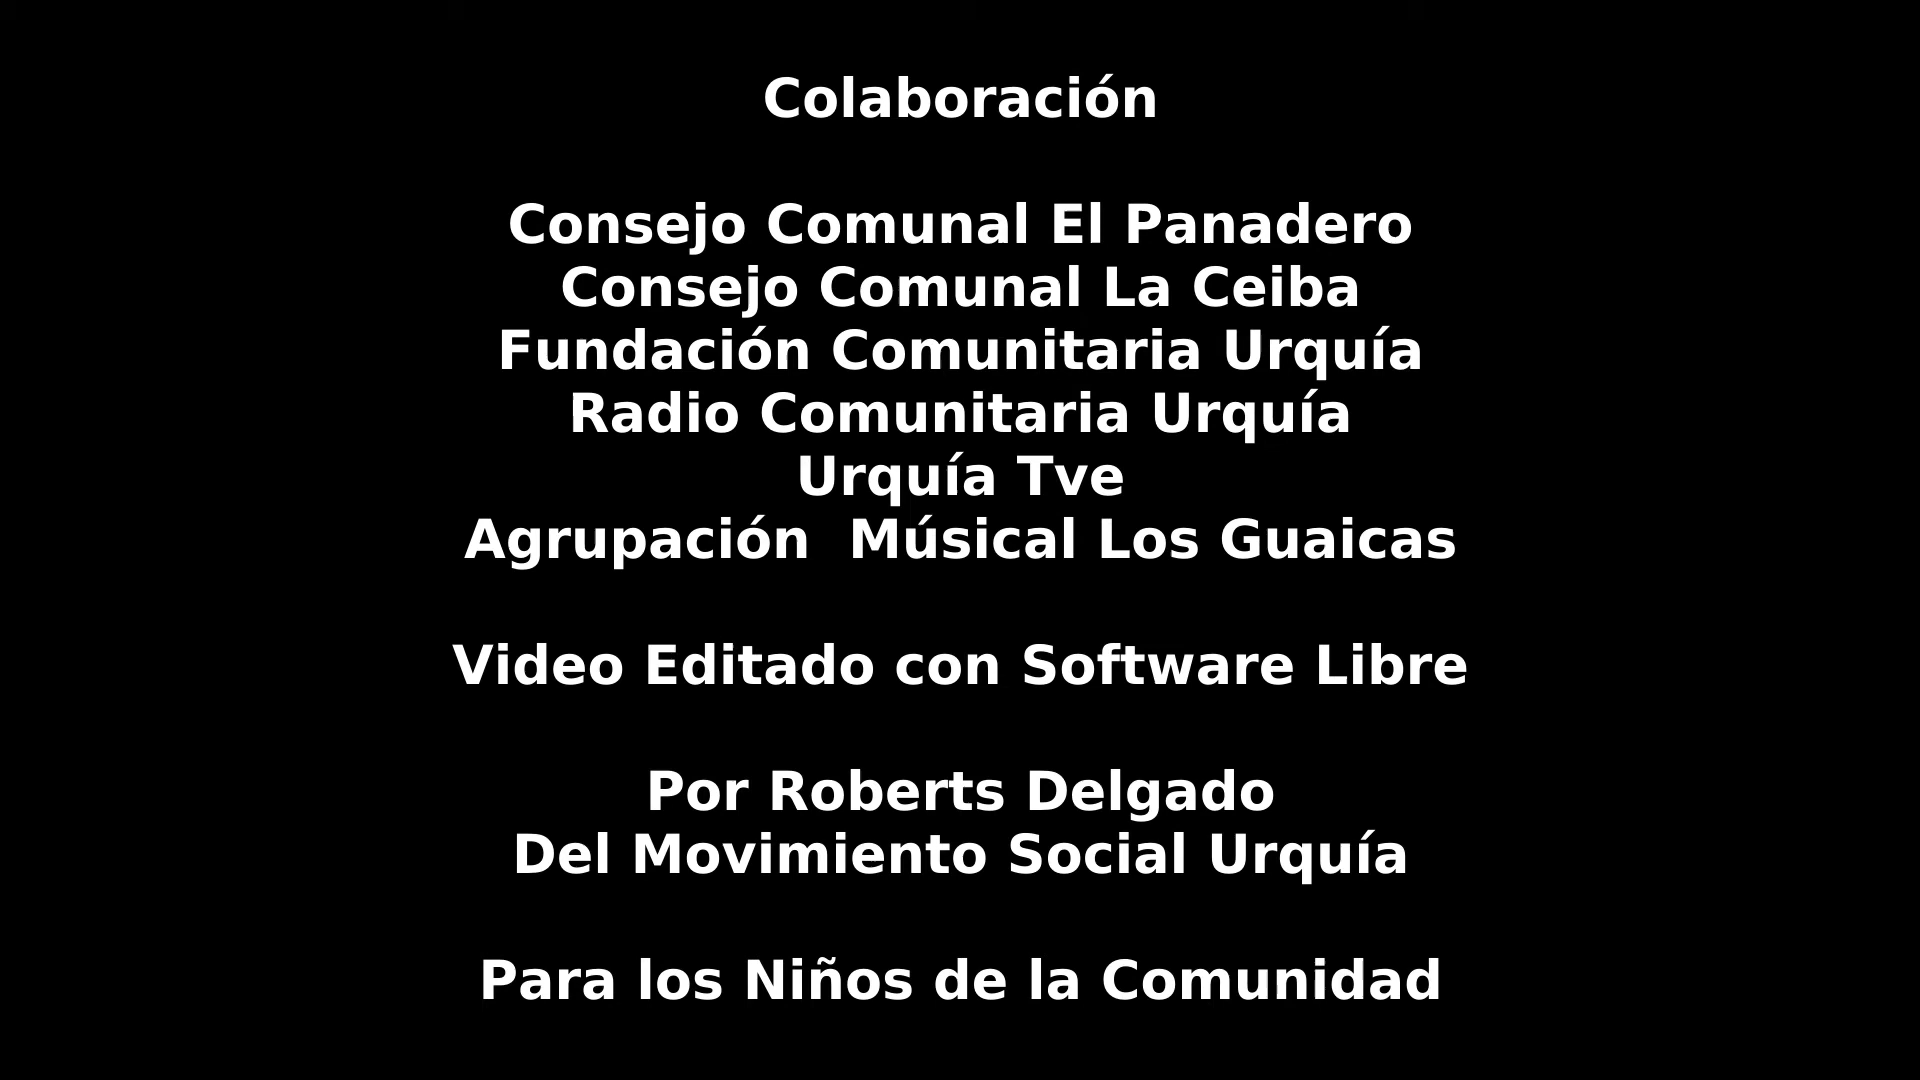 Colaboración
Consejo Comunal El Panadero
Consejo Comunal La Ceiba
Fundación Comunitaria Urquía
Radio Comunitaria Urquía
Urquía Tve
Agrupación  Músical Los Guaicas
Video Editado con Software Libre
Por Roberts Delgado
Del Movimiento Social Urquía
Para los Niños de la Comunidad